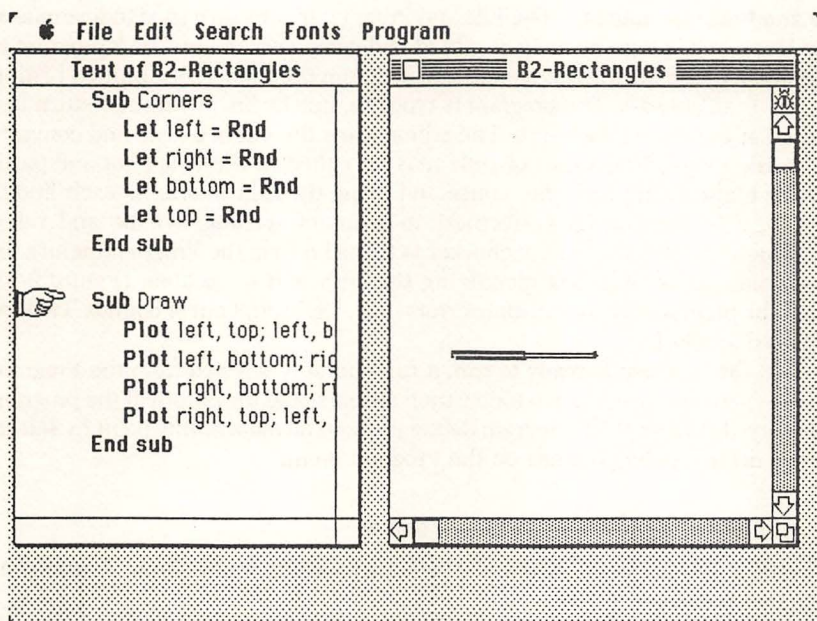 File Edit Search Fonts Program
Text of B2-Rectangles
Sub Corners
Let left = Rnd
Let right = Rnd
Let bottom = Rnd
Let top = Rnd
End sub
Sub Draw
Plot left, top; left, b
Plot left, bottom; rig
Plot right, bottom; ri
Plot right, top; left,
End sub
B2-Rectangles